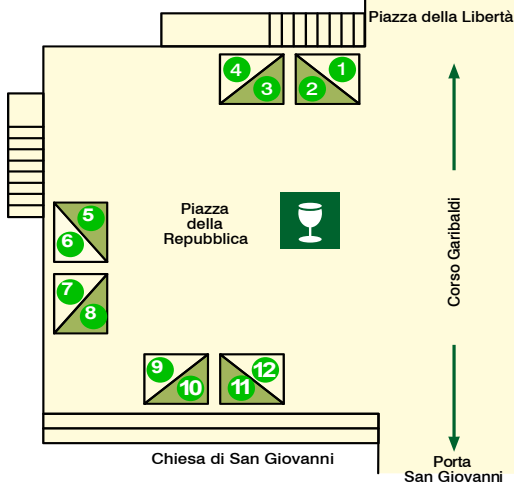 Piazza della Libertà
4
1
3
2
5
6
Piazza
della
Repubblica
Corso Garibaldi
7
8
9
12
10
11
Chiesa di San Giovanni
Porta
San Giovanni